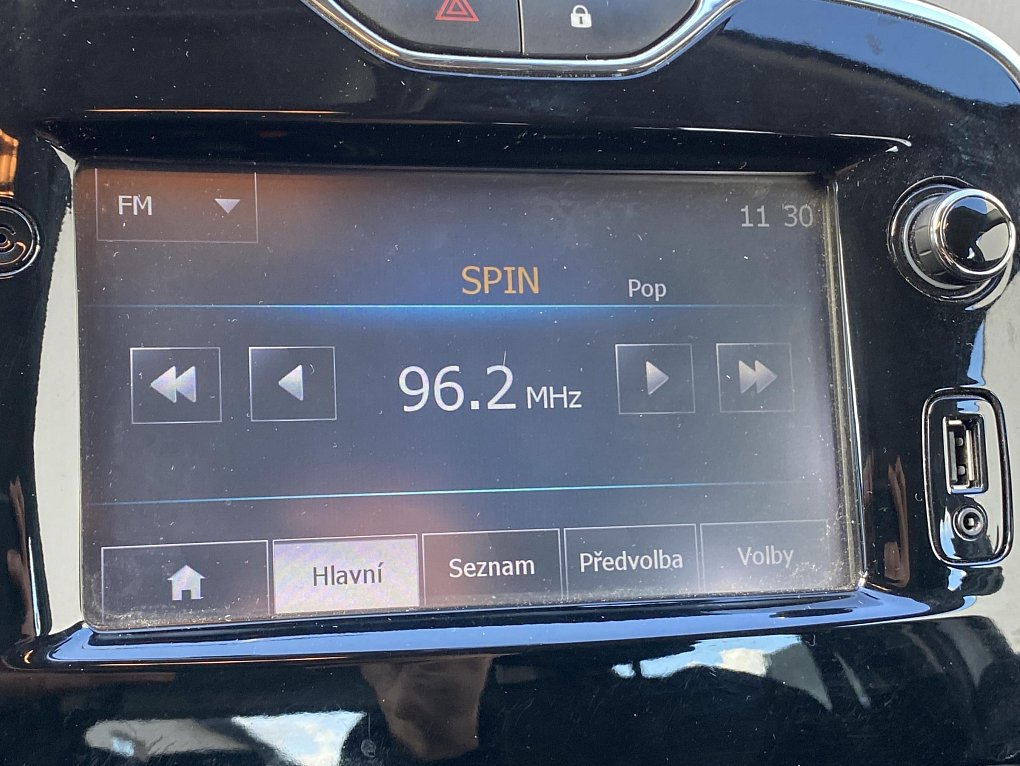 FM
11 30
SPIN
Pop
96.2 MHz
Hlavní
Seznam
Předvolba
Volby